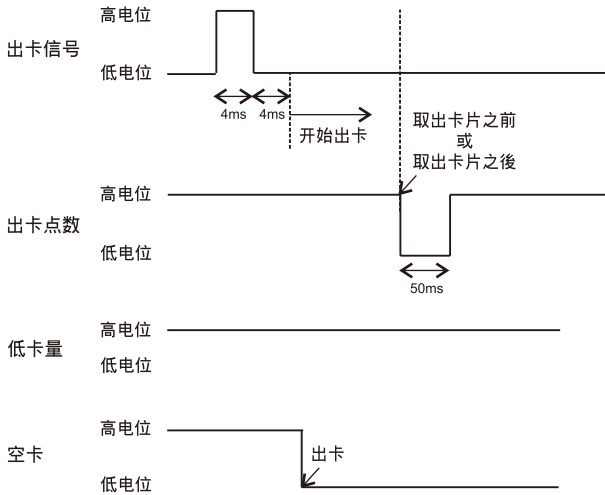 高电位
出卡信号
低电位
4ms
4ms
开始出卡
取出卡片之前
或
取出卡片之後
高电位
出卡点数
低电位
50ms
高电位
低卡量
低电位
高电位
空卡
出卡
低电位